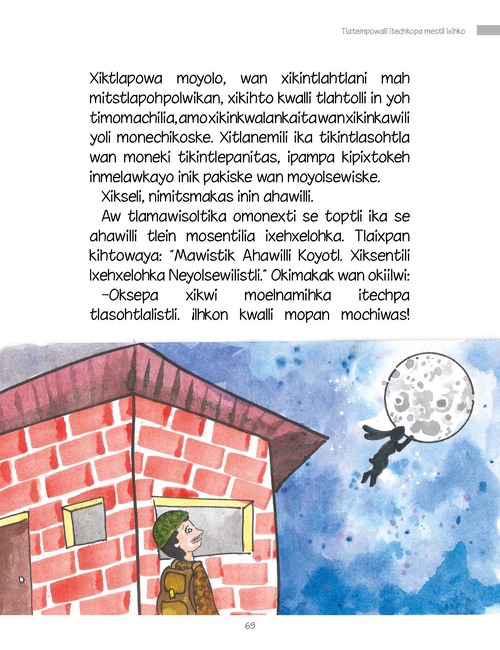 Tlatempowalli itechkopa mestli ixihko
Xiktlapowa moyolo, wan xikintlahtlani mah
mitstlapohpolwikan, xikihto kwalli tlahtolli in yoh
timomachilia, amo xikinkwalankaita wan xikinkawili
yoli monechikoske. Xitlanemili ika tikintlasohtla
wan moneki tikintlepanitas, ipampa kipixtokeh
inmelawkayo inik pakiske wan moyolsewiske.
Xikseli, nimitsmakas inin ahawilli.
Aw tlamawisoltika omonexti se toptli ika se
ahawilli tlein mosentilia ixehxelohka. Tlaixpan
kihtowaya: "Mawistik Ahawilli Koyotl. Xiksentili
Ixehxelohka Neyolsewilistli." Okimakak wan okiilwi:
–Oksepa xikwi moelnamihka itechpa
tlasohtlalistli. ¡Ihkon kwalli mopan mochiwas!
69